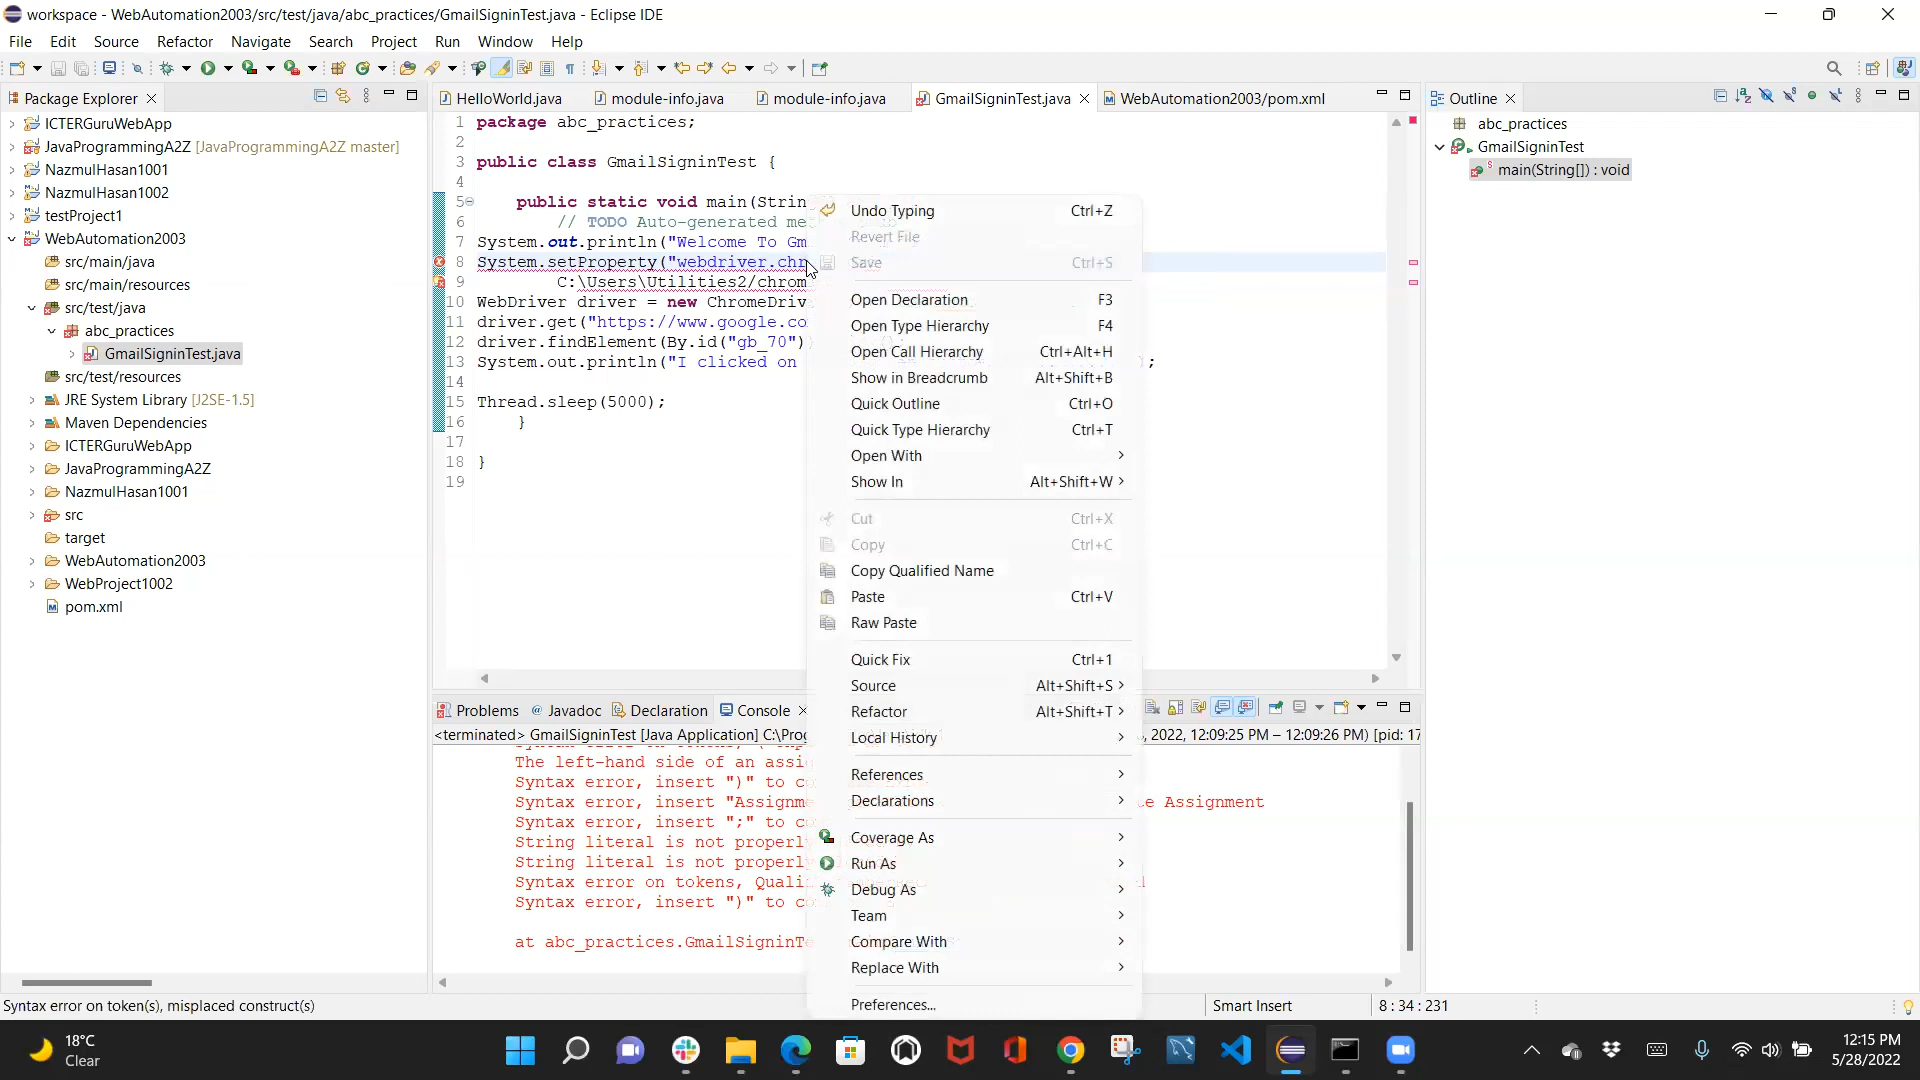 workspace - WebAutomation2003/src/test/java/abc_practices/GmailSigninTest.java - Eclipse IDE
File Edit Source Refactor Navigate Search Project Run Window Help
Package Explorer
ICTERGuruWebApp
JavaProgrammingA2Z [JavaProgrammingA2Z master]
NazmulHasan1001
NazmulHasan1002
testProject1
WebAutomation2003
src/main/java
src/main/resources
src/test/java
abc_practices
GmailSigninTest.java
src/test/resources
JRE System Library [J2SE-1.5]
Maven Dependencies
ICTERGuruWebApp
JavaProgrammingA2Z
NazmulHasan1001
src
target
WebAutomation2003
WebProject1002
pom.xml
HelloWorld.java module-info.java module-info.java GmailSigninTest.java WebAutomation2003/pom.xml
1 package abc_practices;
2
3 public class GmailSigninTest {
4
5 public static void main(Strin
6 // TODO Auto-generated me
7 System.out.println("Welcome To Gm
8 System.setProperty("webdriver.chr
9 C:\Users\Utilities2/chrom
10 WebDriver driver = new ChromeDriv
11 driver.get("https://www.google.co
12 driver.findElement(By.id("gb_70")
13 System.out.println("I clicked on ;
14
15 Thread.sleep(5000);
16 }
17
18 }
19
Undo Typing Ctrl+Z
Revert File
Save Ctrl+S
Open Declaration F3
Open Type Hierarchy F4
Open Call Hierarchy Ctrl+Alt+H
Show in Breadcrumb Alt+Shift+B
Quick Outline Ctrl+O
Quick Type Hierarchy Ctrl+T
Open With
Show In Alt+Shift+W
Cut Ctrl+X
Copy Ctrl+C
Copy Qualified Name
Paste Ctrl+V
Raw Paste
Quick Fix Ctrl+1
Source Alt+Shift+S
Refactor Alt+Shift+T
Local History
References
Declarations
Coverage As
Run As
Debug As
Team
Compare With
Replace With
Preferences...
Outline
abc_practices
GmailSigninTest
main(String[]) : void
Problems Javadoc Declaration Console
<terminated> GmailSigninTest [Java Application] C:\Prog , 2022, 12:09:25 PM – 12:09:26 PM) [pid: 17
The left-hand side of an assi
Syntax error, insert ")" to co
Syntax error, insert "Assignme te Assignment
Syntax error, insert ";" to co
String literal is not properly
String literal is not properly
Syntax error on tokens, Quali
Syntax error, insert ")" to co
at abc_practices.GmailSigninTe
Syntax error on token(s), misplaced construct(s)
Smart Insert
8 : 34 : 231
18°C
Clear
12:15 PM
5/28/2022